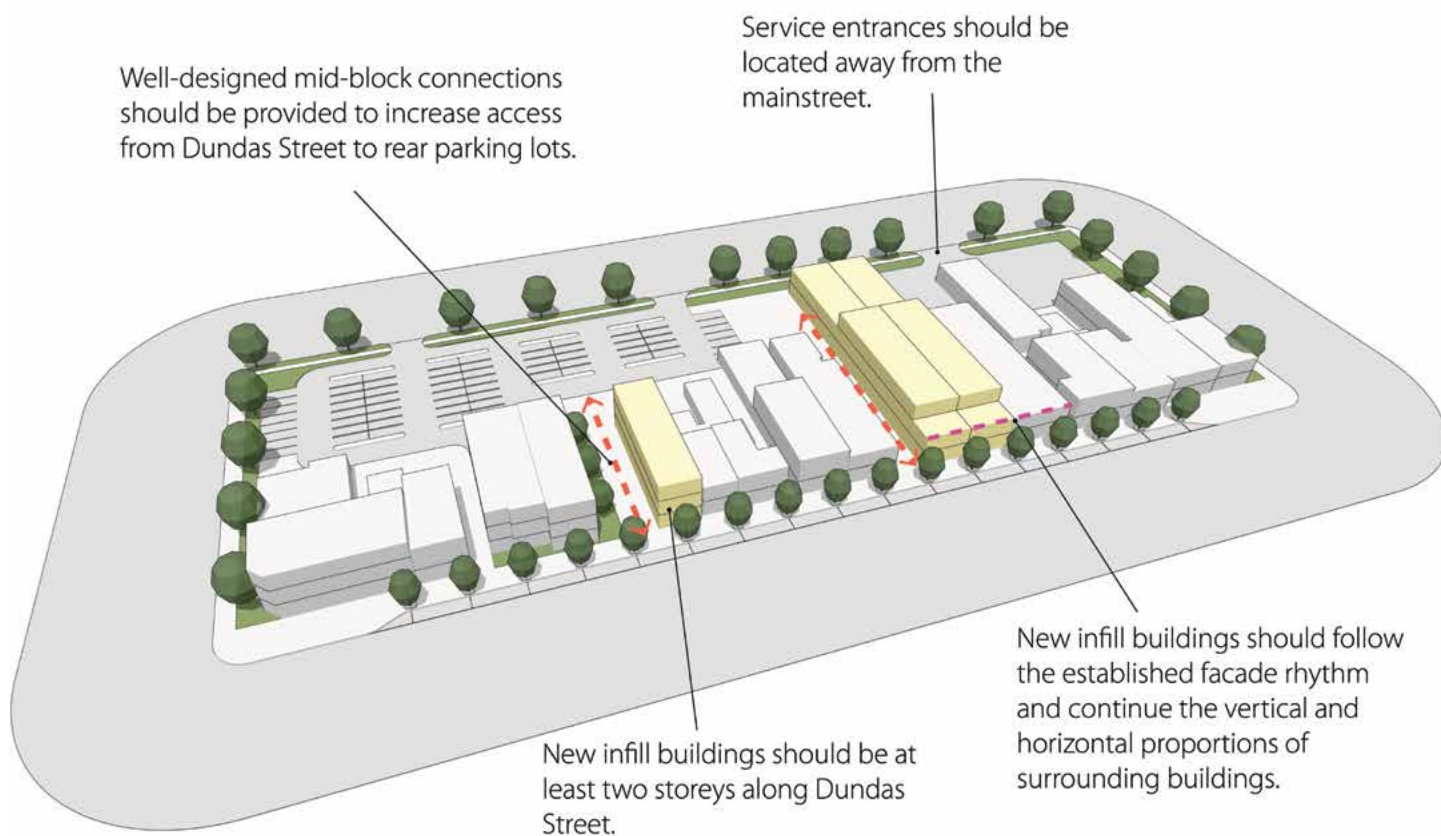 Service entrances should be
located away from the
mainstreet.
Well-designed mid-block connections
should be provided to increase access
from Dundas Street to rear parking lots.
New infill buildings should follow
the established facade rhythm
and continue the vertical and
horizontal proportions of
surrounding buildings.
New infill buildings should be at
least two storeys along Dundas
Street.